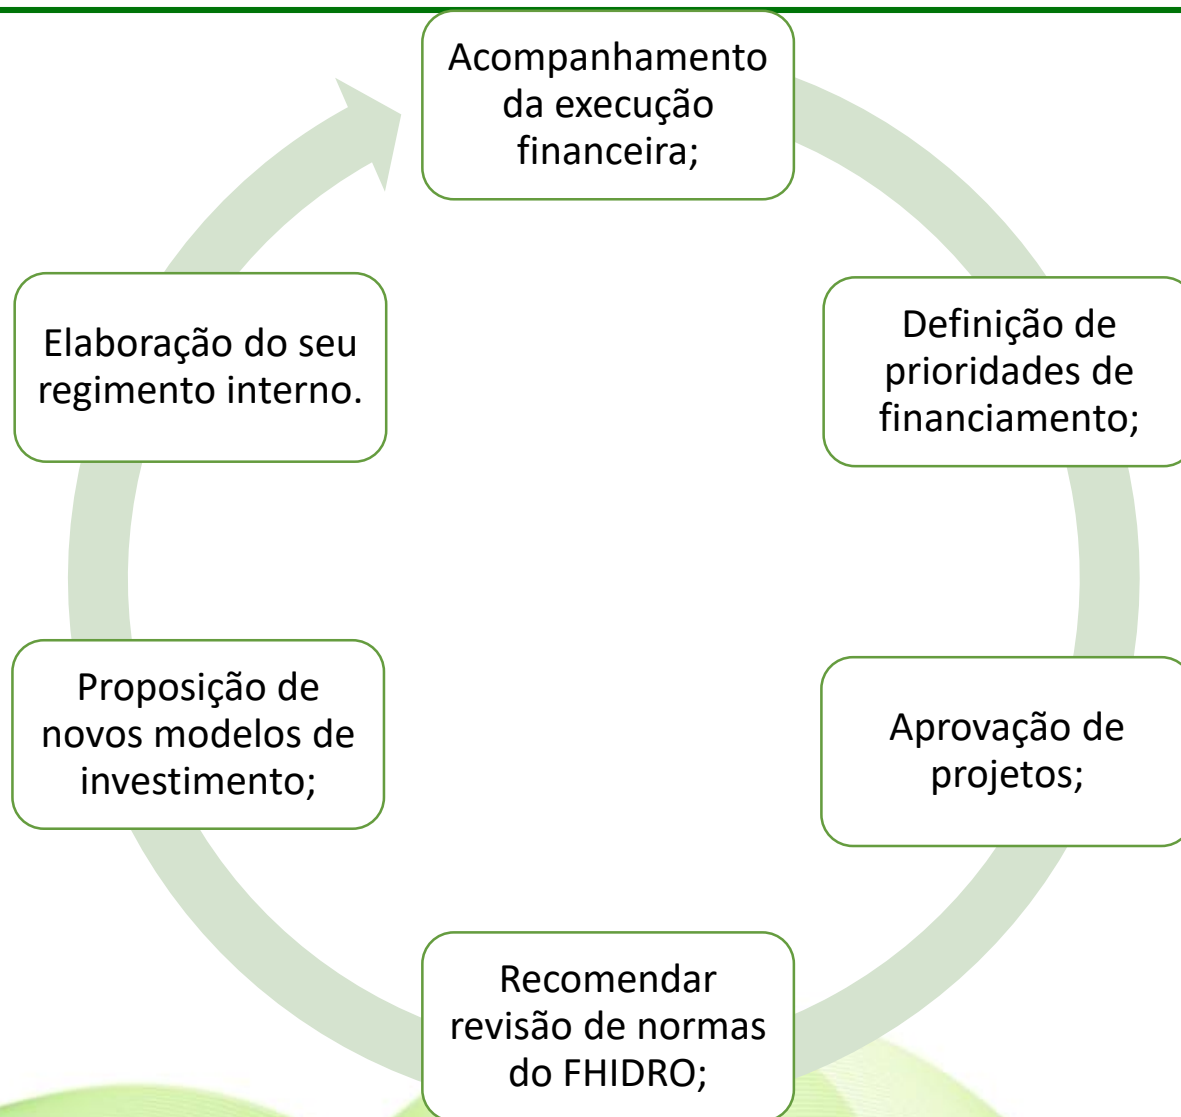 Acompanhamento
da execução
financeira;
Definição de
prioridades de
financiamento;
Aprovação de
projetos;
Recomendar
revisão de normas
do FHIDRO;
Proposição de
novos modelos de
investimento;
Elaboração do seu
regimento interno.